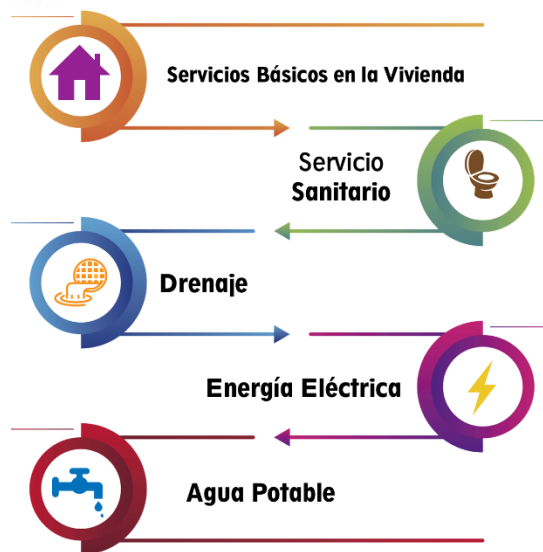 Servicios Básicos en la Vivienda
Servicio
Sanitario
Drenaje
Energía Eléctrica
Agua Potable